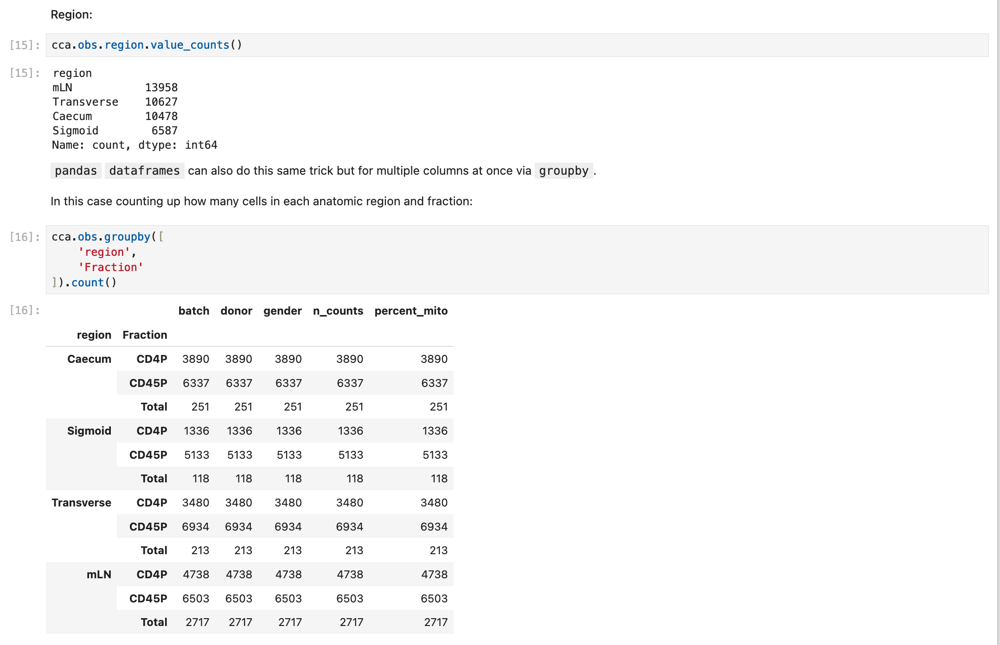 Region:
[15]: cca.obs.region.value_counts()
[15]: region
mLN           13958
Transverse    10627
Caecum        10478
Sigmoid        6587
Name: count, dtype: int64
pandas dataframes can also do this same trick but for multiple columns at once via groupby.
In this case counting up how many cells in each anatomic region and fraction:
[16]: cca.obs.groupby([
    'region',
    'Fraction'
]).count()
[16]: batch donor gender n_counts percent_mito
region Fraction
Caecum CD4P 3890 3890 3890 3890 3890
CD45P 6337 6337 6337 6337 6337
Total 251 251 251 251 251
Sigmoid CD4P 1336 1336 1336 1336 1336
CD45P 5133 5133 5133 5133 5133
Total 118 118 118 118 118
Transverse CD4P 3480 3480 3480 3480 3480
CD45P 6934 6934 6934 6934 6934
Total 213 213 213 213 213
mLN CD4P 4738 4738 4738 4738 4738
CD45P 6503 6503 6503 6503 6503
Total 2717 2717 2717 2717 2717